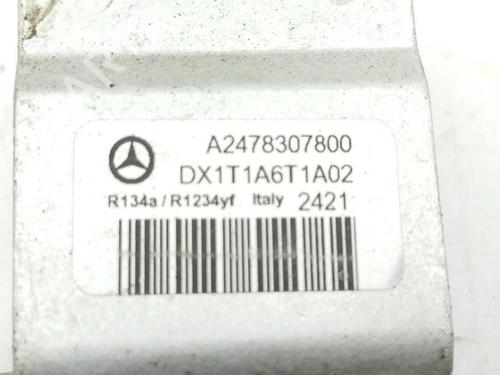 A2478307800
DX1T1A6T1A02
R134a / R1234yf Italy 2421